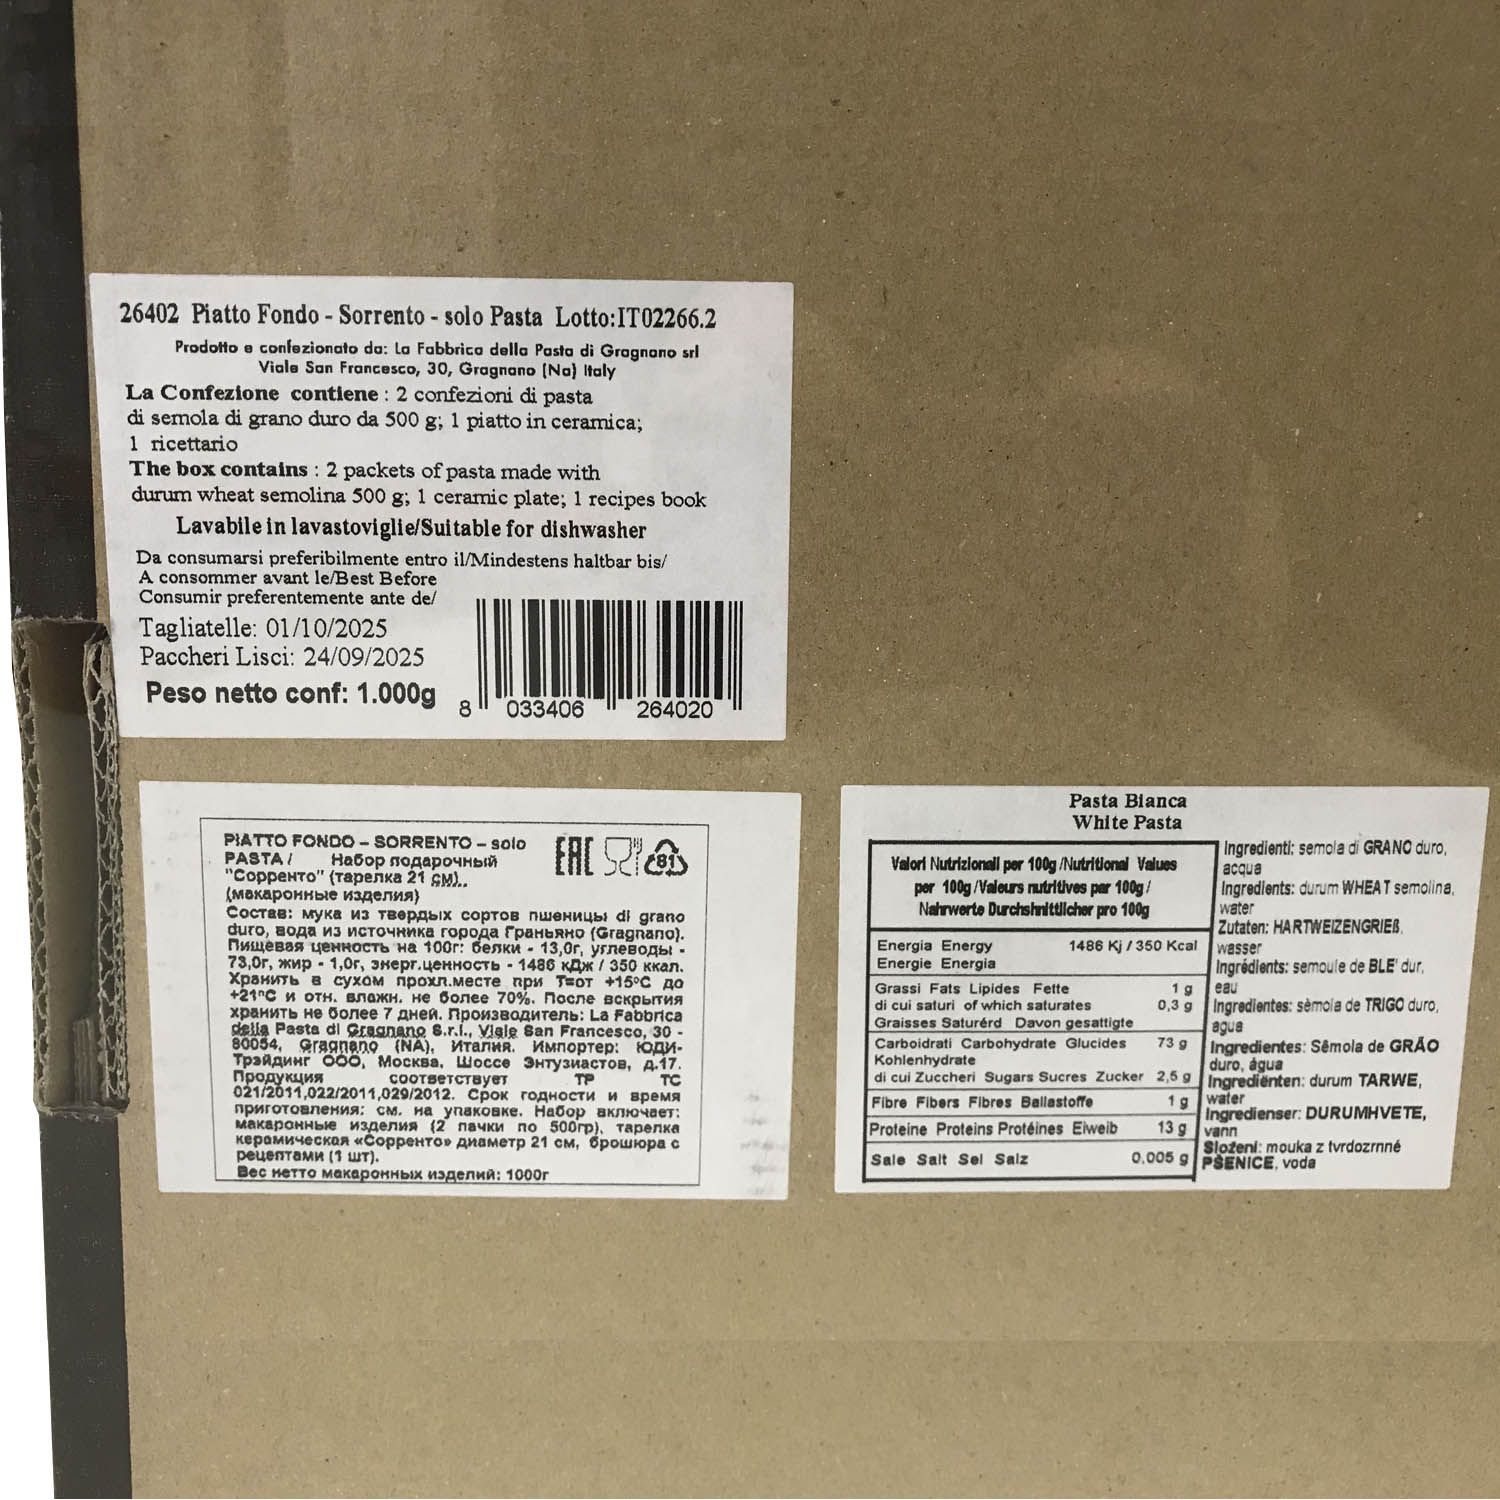 26402 Piatto Fondo - Sorrento - solo Pasta Lotto:IT02266.2
Prodotto e confezionato da: La Fabbrica della Pasta di Gragnano srl
Viale San Francesco, 30, Gragnano (Na) Italy
La Confezione contiene : 2 confezioni di pasta
di semola di grano duro da 500 g; 1 piatto in ceramica;
1 ricettario
The box contains : 2 packets of pasta made with
durum wheat semolina 500 g; 1 ceramic plate; 1 recipes book
Lavabile in lavastoviglie/Suitable for dishwasher
Da consumarsi preferibilmente entro il/Mindestens haltbar bis/
A consommer avant le/Best Before
Consumir preferentemente ante de/
Tagliatelle: 01/10/2025
Paccheri Lisci: 24/09/2025
Peso netto conf: 1.000g
8 033406 264020
PIATTO FONDO – SORRENTO – solo
PASTA / Набор подарочный
"Сорренто" (тарелка 21 см)..
(макаронные изделия)
EAC
81
Состав: мука из твердых сортов пшеницы di grano
duro, вода из источника города Граньяно (Gragnano).
Пищевая ценность на 100г: белки - 13,0г, углеводы -
73,0г, жир - 1,0г, энерг.ценность - 1486 кДж / 350 ккал.
Хранить в сухом прохл.месте при Т=от +15°С до
+21°С и отн. влажн. не более 70%. После вскрытия
хранить не более 7 дней. Производитель: La Fabbrica
della Pasta di Gragnano S.r.l., Viale San Francesco, 30 -
80054, Gragnano (NA), Италия. Импортер: ЮДИ-
Трэйдинг ООО, Москва, Шоссе Энтузиастов, д.17.
Продукция соответствует ТР ТС
021/2011,022/2011,029/2012. Срок годности и время
приготовления: см. на упаковке. Набор включает:
макаронные изделия (2 пачки по 500гр), тарелка
керамическая «Сорренто» диаметр 21 см, брошюра с
рецептами (1 шт).
Вес нетто макаронных изделий: 1000г
Pasta Bianca
White Pasta
Valori Nutrizionali per 100g /Nutritional Values
per 100g /Valeurs nutritives par 100g /
Nahrwerte Durchshnittlicher pro 100g
Energia Energy 1486 Kj / 350 Kcal
Energie Energia
Grassi Fats Lipides Fette 1 g
di cui saturi of which saturates 0,3 g
Graisses Saturérd Davon gesattigte
Carboidrati Carbohydrate Glucides 73 g
Kohlenhydrate
di cui Zuccheri Sugars Sucres Zucker 2,5 g
Fibre Fibers Fibres Ballastoffe 1 g
Proteine Proteins Protéines Eiweib 13 g
Sale Salt Sel Salz 0,005 g
Ingredienti: semola di GRANO duro,
acqua
Ingredients: durum WHEAT semolina,
water
Zutaten: HARTWEIZENGRIEß,
wasser
Ingrédients: semoule de BLE' dur,
eau
Ingredientes: sèmola de TRIGO duro,
agua
Ingredientes: Sêmola de GRÃO
duro, água
Ingrediënten: durum TARWE,
water
Ingredienser: DURUMHVETE,
vann
Složení: mouka z tvrdozrnné
PŠENICE, voda